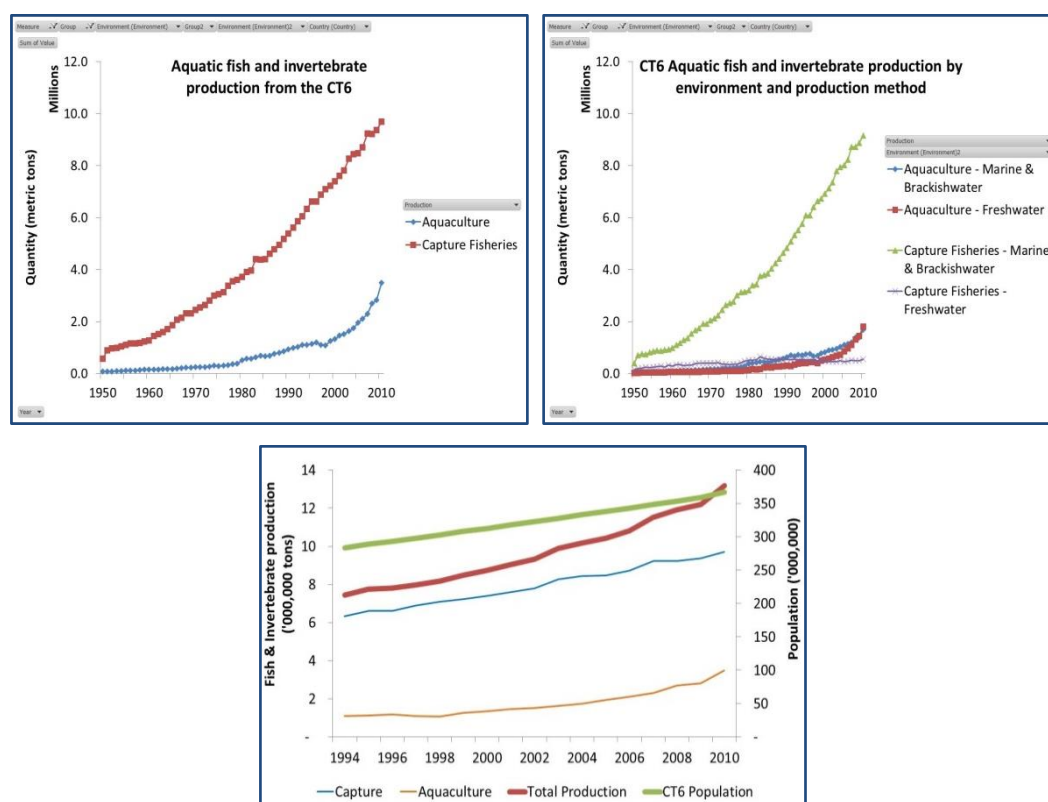 Measure Group Environment (Environment) Group2 Environment (Environment)2 Country (Country)
Sum of Value
Aquatic fish and invertebrate
production from the CT6
Millions
Quantity (metric tons)
12.0
10.0
8.0
6.0
4.0
2.0
0.0
1950 1960 1970 1980 1990 2000 2010
Production
Aquaculture
Capture Fisheries
Year
Measure Group Environment (Environment) Group2 Environment (Environment)2 Country (Country)
Sum of Value
CT6 Aquatic fish and invertebrate production by
environment and production method
Millions
Quantity (metric tons)
12.0
10.0
8.0
6.0
4.0
2.0
0.0
1950 1960 1970 1980 1990 2000 2010
Production
Environment (Environment)2
Aquaculture - Marine &
Brackishwater
Aquaculture - Freshwater
Capture Fisheries - Marine
& Brackishwater
Capture Fisheries -
Freshwater
Year
Fish & Invertebrate production
('000,000 tons)
14
12
10
8
6
4
2
-
400
350
300
250
200
150
100
50
-
Population ('000,000)
1994 1996 1998 2000 2002 2004 2006 2008 2010
Capture Aquaculture Total Production CT6 Population